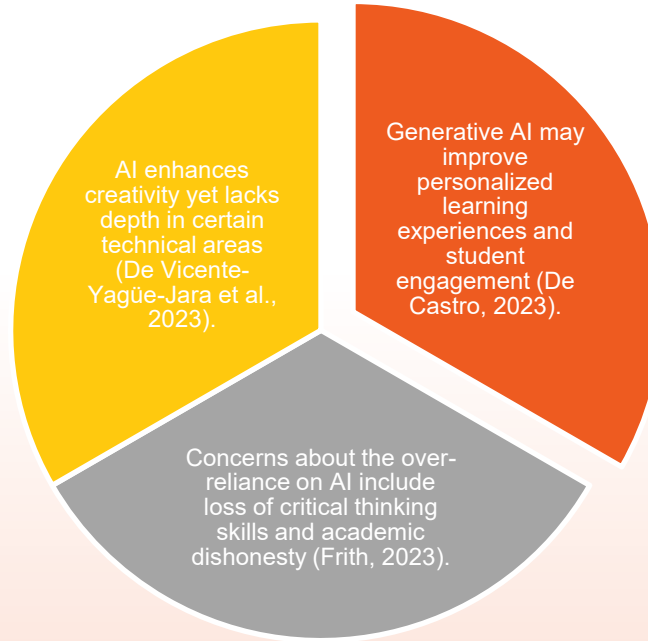 Generative AI may
improve
personalized
learning
experiences and
student
engagement (De
Castro, 2023).
Concerns about the over-
reliance on AI include
loss of critical thinking
skills and academic
dishonesty (Frith, 2023).
AI enhances
creativity yet lacks
depth in certain
technical areas
(De Vicente-
Yagüe-Jara et al.,
2023).